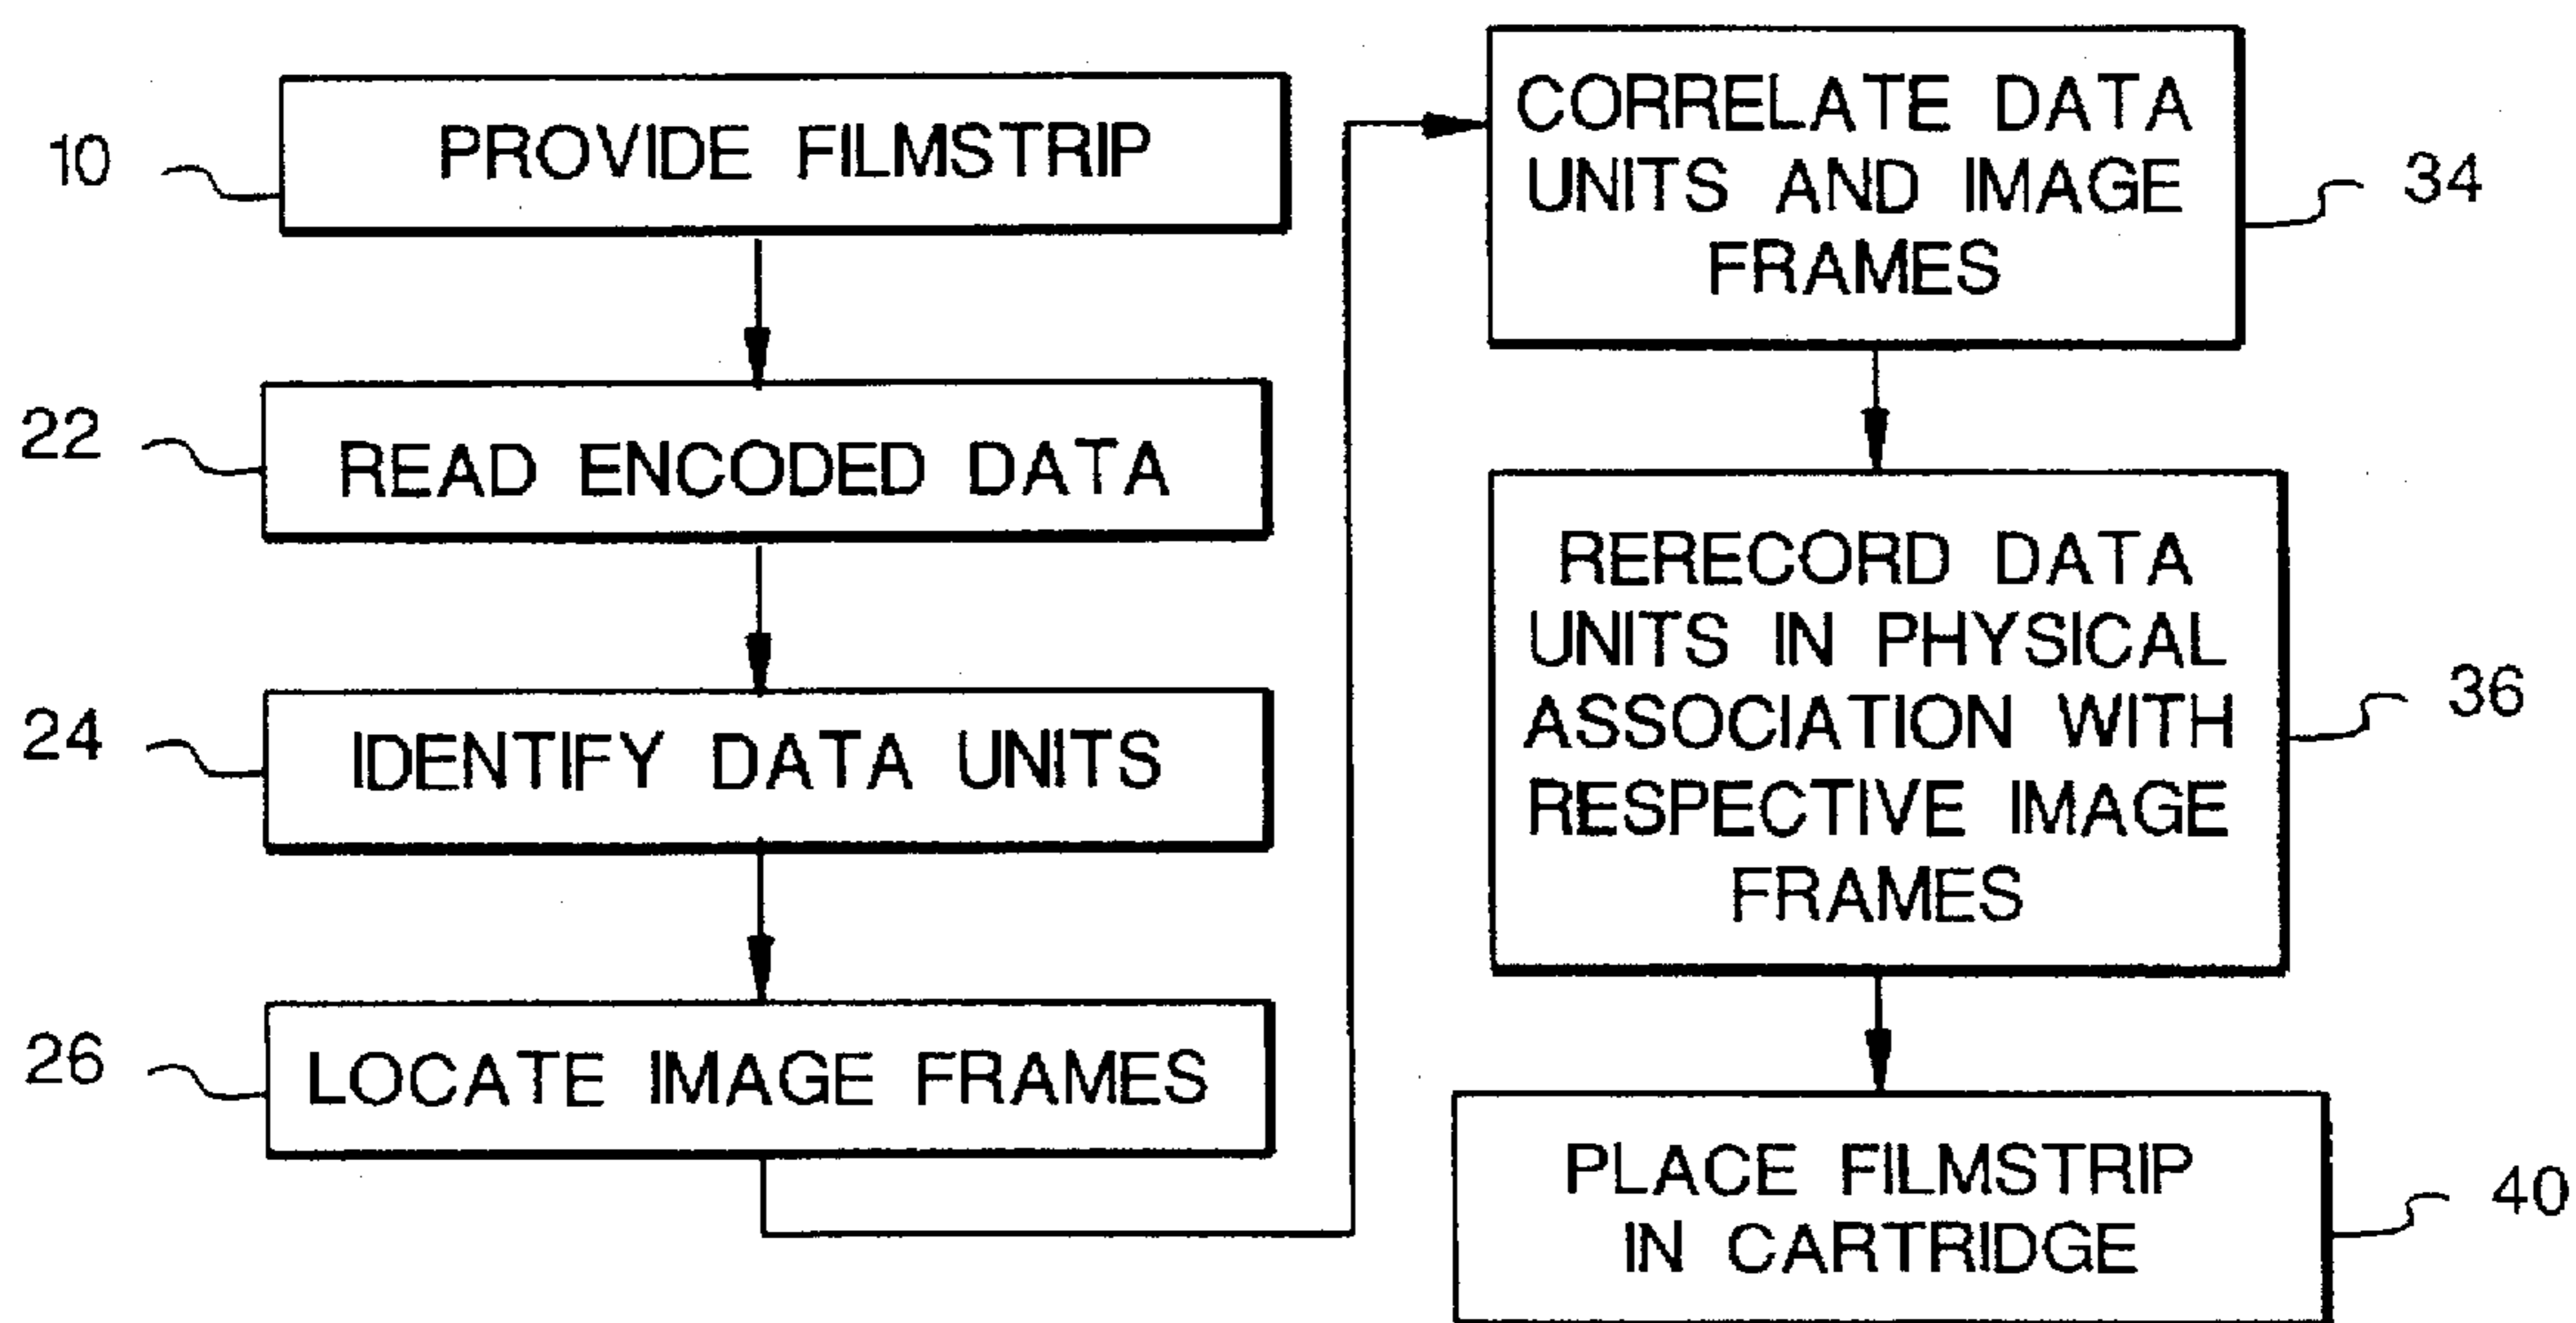 10
PROVIDE FILMSTRIP
22
READ ENCODED DATA
24
IDENTIFY DATA UNITS
26
LOCATE IMAGE FRAMES
CORRELATE DATA
UNITS AND IMAGE
FRAMES
34
RERECORD DATA
UNITS IN PHYSICAL
ASSOCIATION WITH
RESPECTIVE IMAGE
FRAMES
36
PLACE FILMSTRIP
IN CARTRIDGE
40